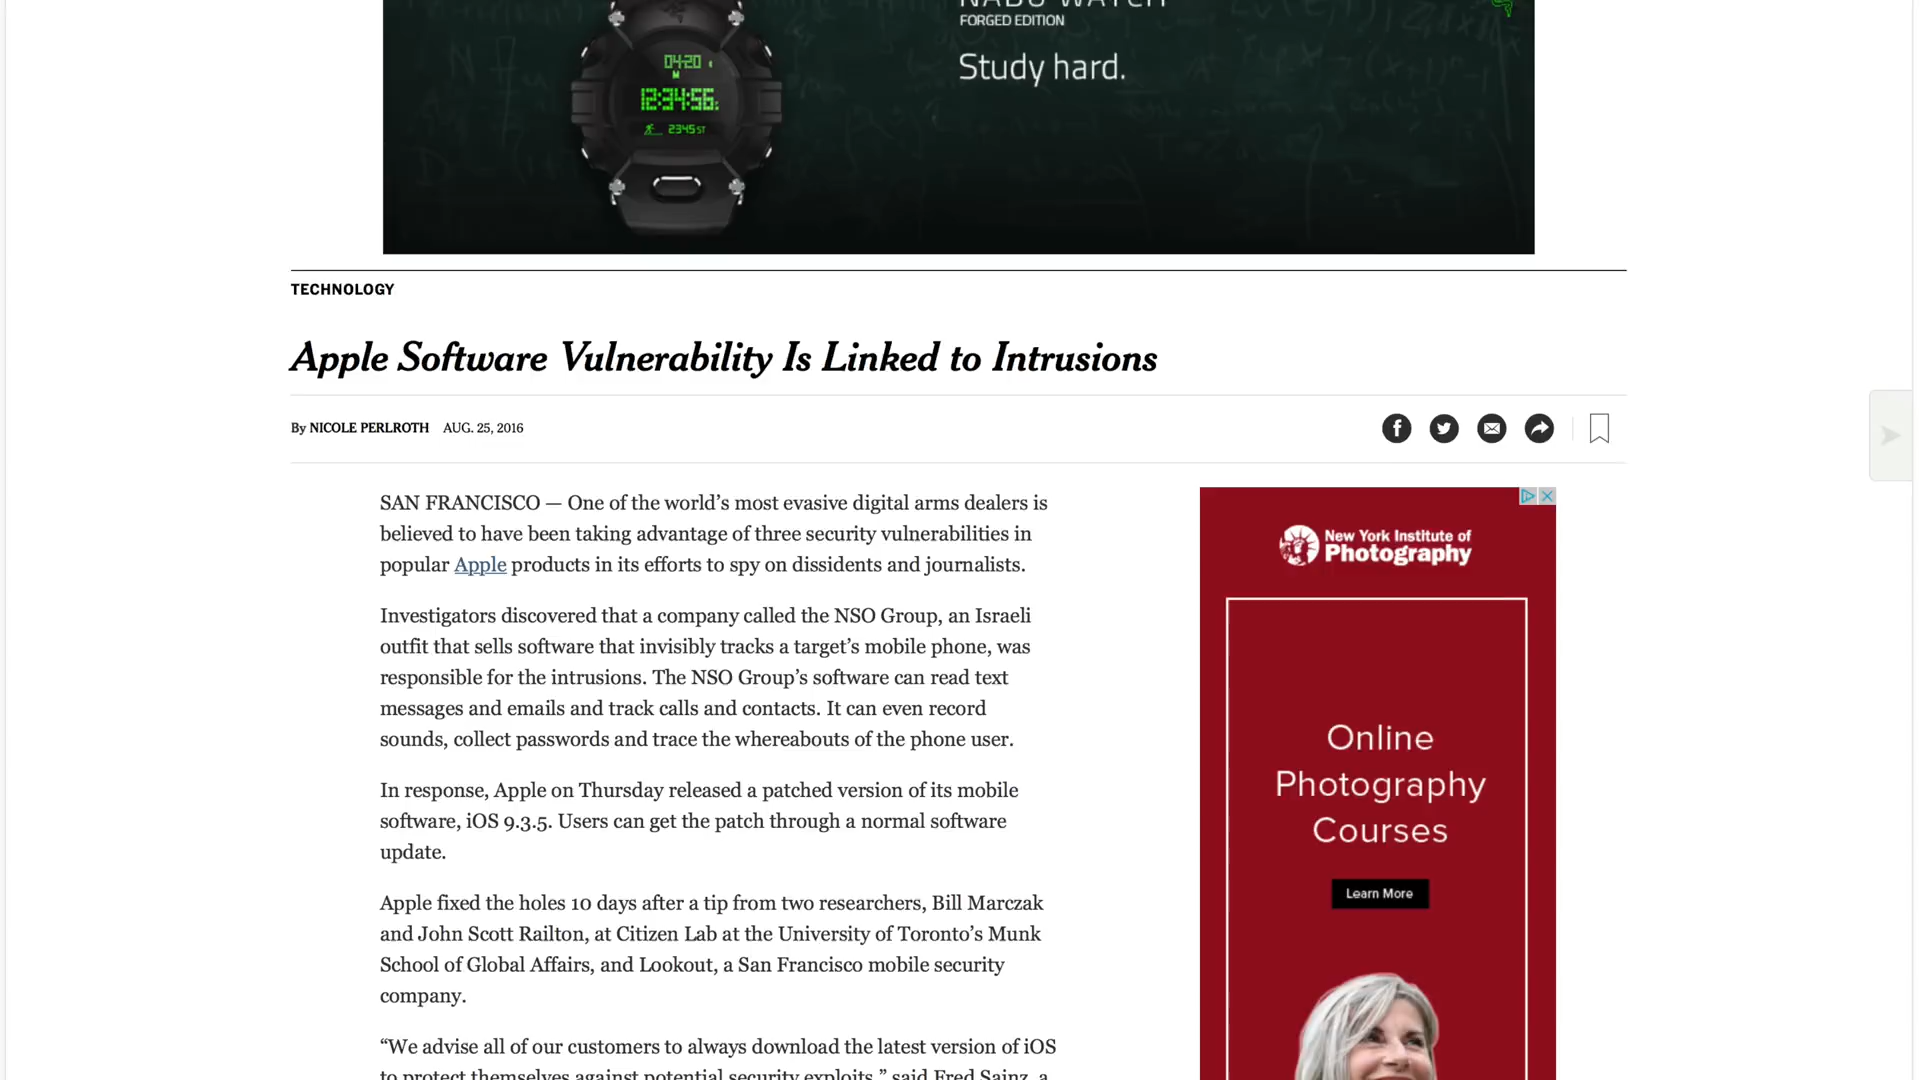 NABU WATCH
FORGED EDITION
Study hard.
04:20
M
12:34:56
2345 ST
TECHNOLOGY
Apple Software Vulnerability Is Linked to Intrusions
By NICOLE PERLROTH AUG. 25, 2016
SAN FRANCISCO — One of the world’s most evasive digital arms dealers is
believed to have been taking advantage of three security vulnerabilities in
popular Apple products in its efforts to spy on dissidents and journalists.
Investigators discovered that a company called the NSO Group, an Israeli
outfit that sells software that invisibly tracks a target’s mobile phone, was
responsible for the intrusions. The NSO Group’s software can read text
messages and emails and track calls and contacts. It can even record
sounds, collect passwords and trace the whereabouts of the phone user.
In response, Apple on Thursday released a patched version of its mobile
software, iOS 9.3.5. Users can get the patch through a normal software
update.
Apple fixed the holes 10 days after a tip from two researchers, Bill Marczak
and John Scott Railton, at Citizen Lab at the University of Toronto’s Munk
School of Global Affairs, and Lookout, a San Francisco mobile security
company.
“We advise all of our customers to always download the latest version of iOS
to protect themselves against potential security exploits,” said Fred Sainz, a
New York Institute of
Photography
Online
Photography
Courses
Learn More